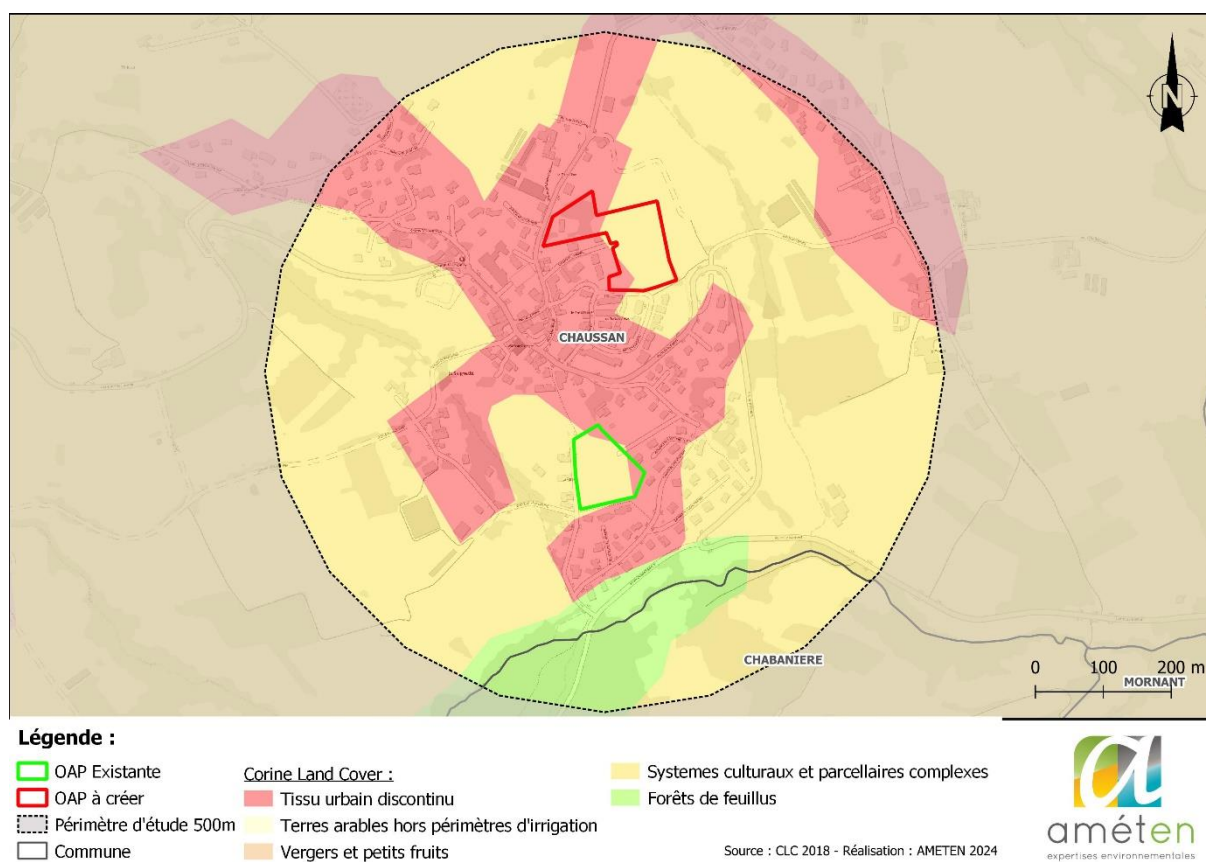 N
CHAUSSAN
CHABANIERE
0 100 200 m
MORNANT
Légende :
OAP Existante
OAP à créer
Périmètre d'étude 500m
Commune
Corine Land Cover :
Tissu urbain discontinu
Terres arables hors périmètres d'irrigation
Vergers et petits fruits
Systemes culturaux et parcellaires complexes
Forêts de feuillus
Source : CLC 2018 - Réalisation : AMETEN 2024
améten
expertises environnementales